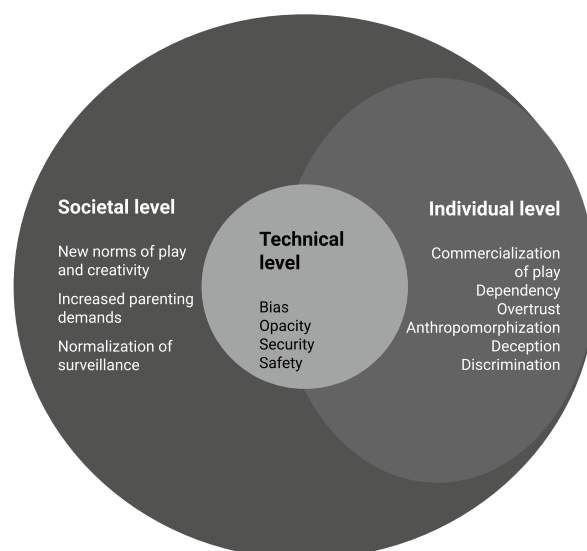 Societal level
New norms of play
and creativity
Increased parenting
demands
Normalization of
surveillance
Technical
level
Bias
Opacity
Security
Safety
Individual level
Commercialization
of play
Dependency
Overtrust
Anthropomorphization
Deception
Discrimination